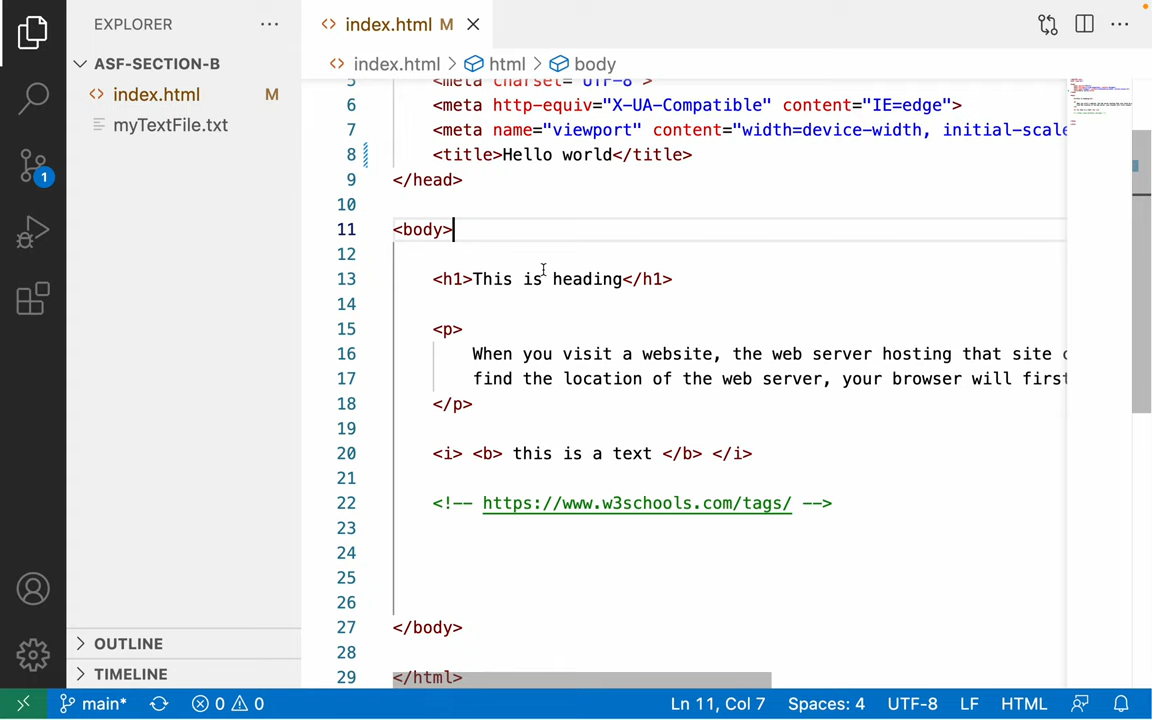 EXPLORER
index.html M
ASF-SECTION-B
index.html M
myTextFile.txt
index.html > html > body
5 <meta charset="UTF-8">
6 <meta http-equiv="X-UA-Compatible" content="IE=edge">
7 <meta name="viewport" content="width=device-width, initial-scale
8 <title>Hello world</title>
9 </head>
10
11 <body>
12
13 <h1>This is heading</h1>
14
15 <p>
16 When you visit a website, the web server hosting that site
17 find the location of the web server, your browser will first
18 </p>
19
20 <i> <b> this is a text </b> </i>
21
22 <!-- https://www.w3schools.com/tags/ -->
23
24
25
26
27 </body>
28
29 </html>
1
OUTLINE
TIMELINE
main* 0 0 Ln 11, Col 7 Spaces: 4 UTF-8 LF HTML